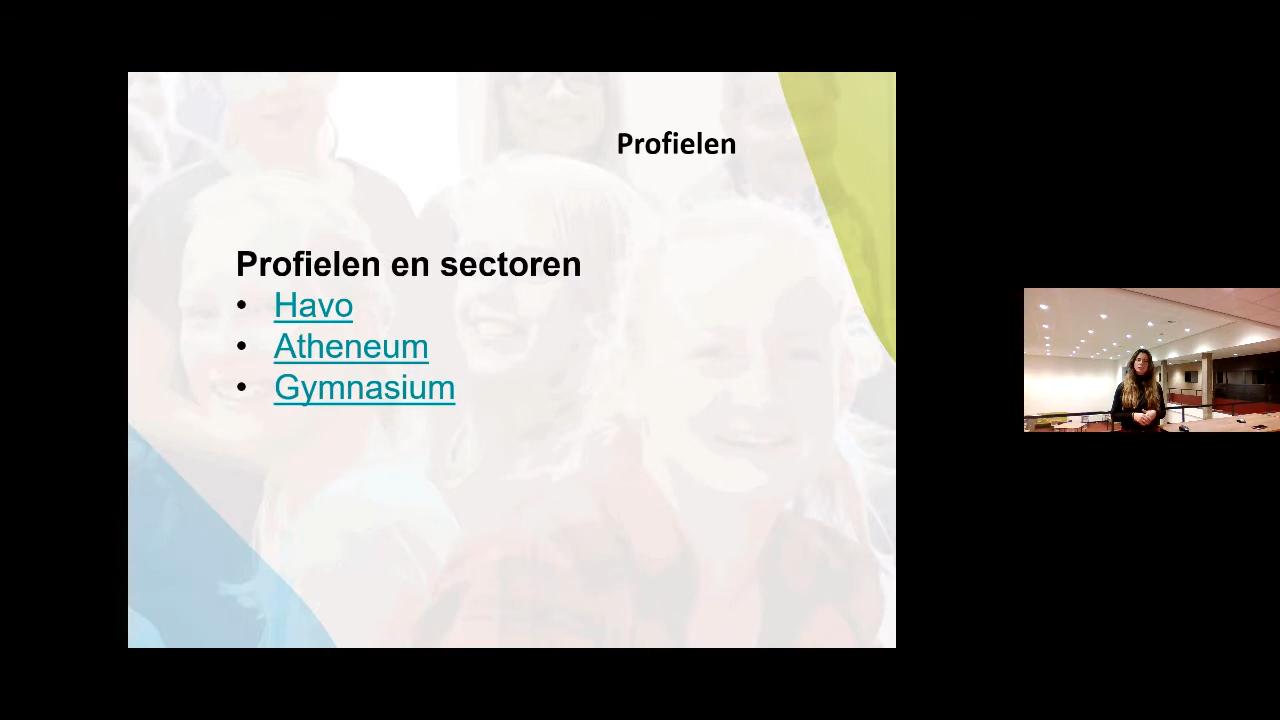 Profielen
Profielen en sectoren
• Havo
• Atheneum
• Gymnasium